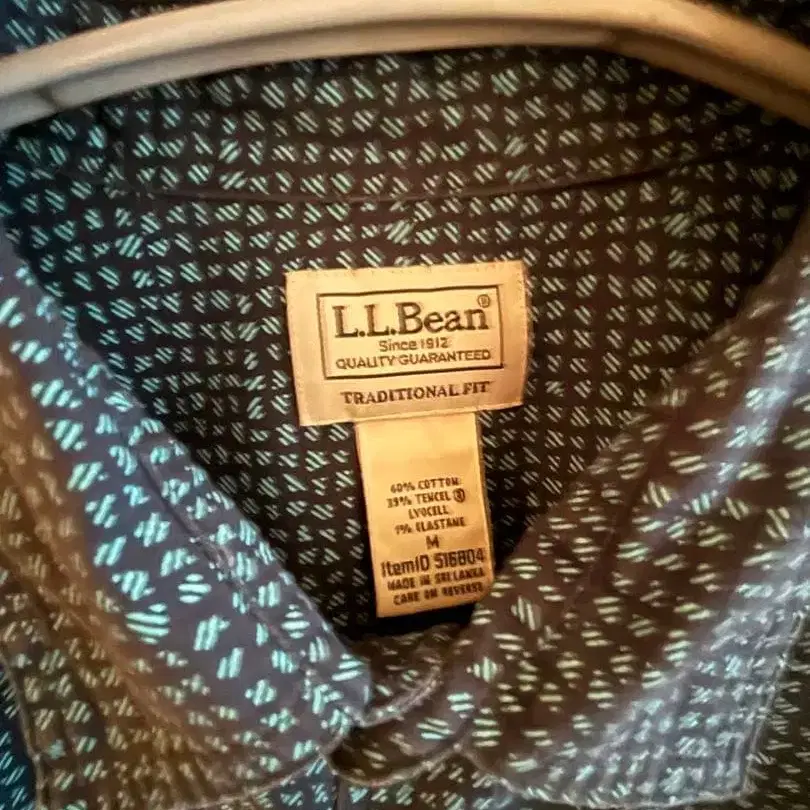 L.L.Bean®
Since 1912
QUALITY GUARANTEED
TRADITIONAL FIT
60% COTTON
39% TENCEL ®
LYOCELL
1% ELASTANE
M
ItemID 516804
MADE IN SRI LANKA
CARE ON REVERSE